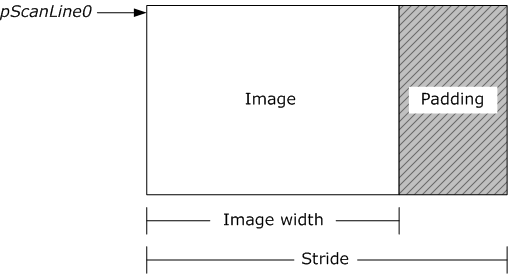 pScanLine0
Image
Padding
Image width
Stride